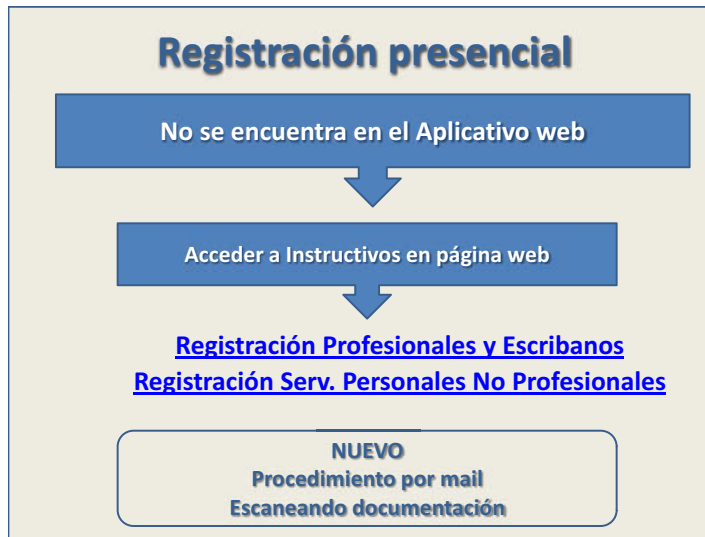 Registración presencial
No se encuentra en el Aplicativo web
Acceder a Instructivos en página web
Registración Profesionales y Escribanos
Registración Serv. Personales No Profesionales
NUEVO
Procedimiento por mail
Escaneando documentación